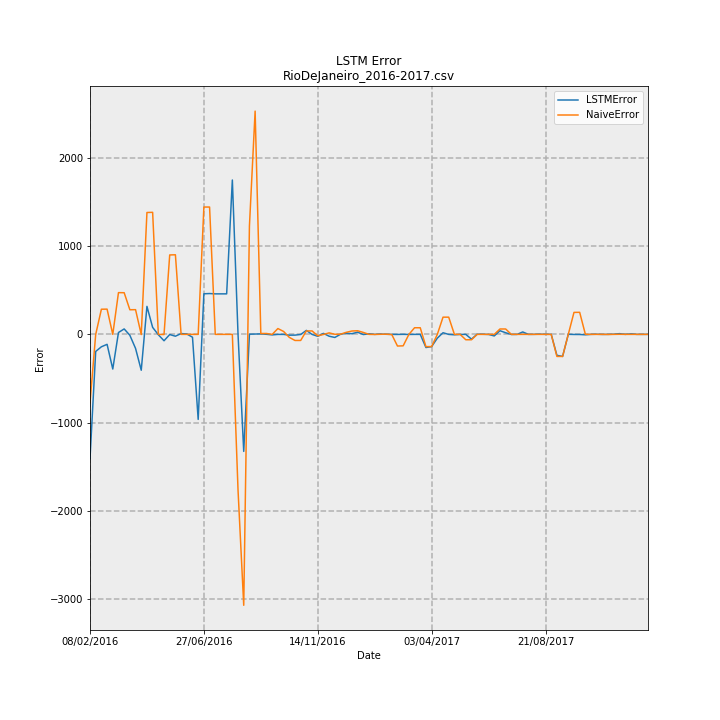 LSTM Error
RioDeJaneiro_2016-2017.csv
LSTMError
NaiveError
2000
1000
0
−1000
−2000
−3000
Error
08/02/2016 27/06/2016 14/11/2016 03/04/2017 21/08/2017
Date